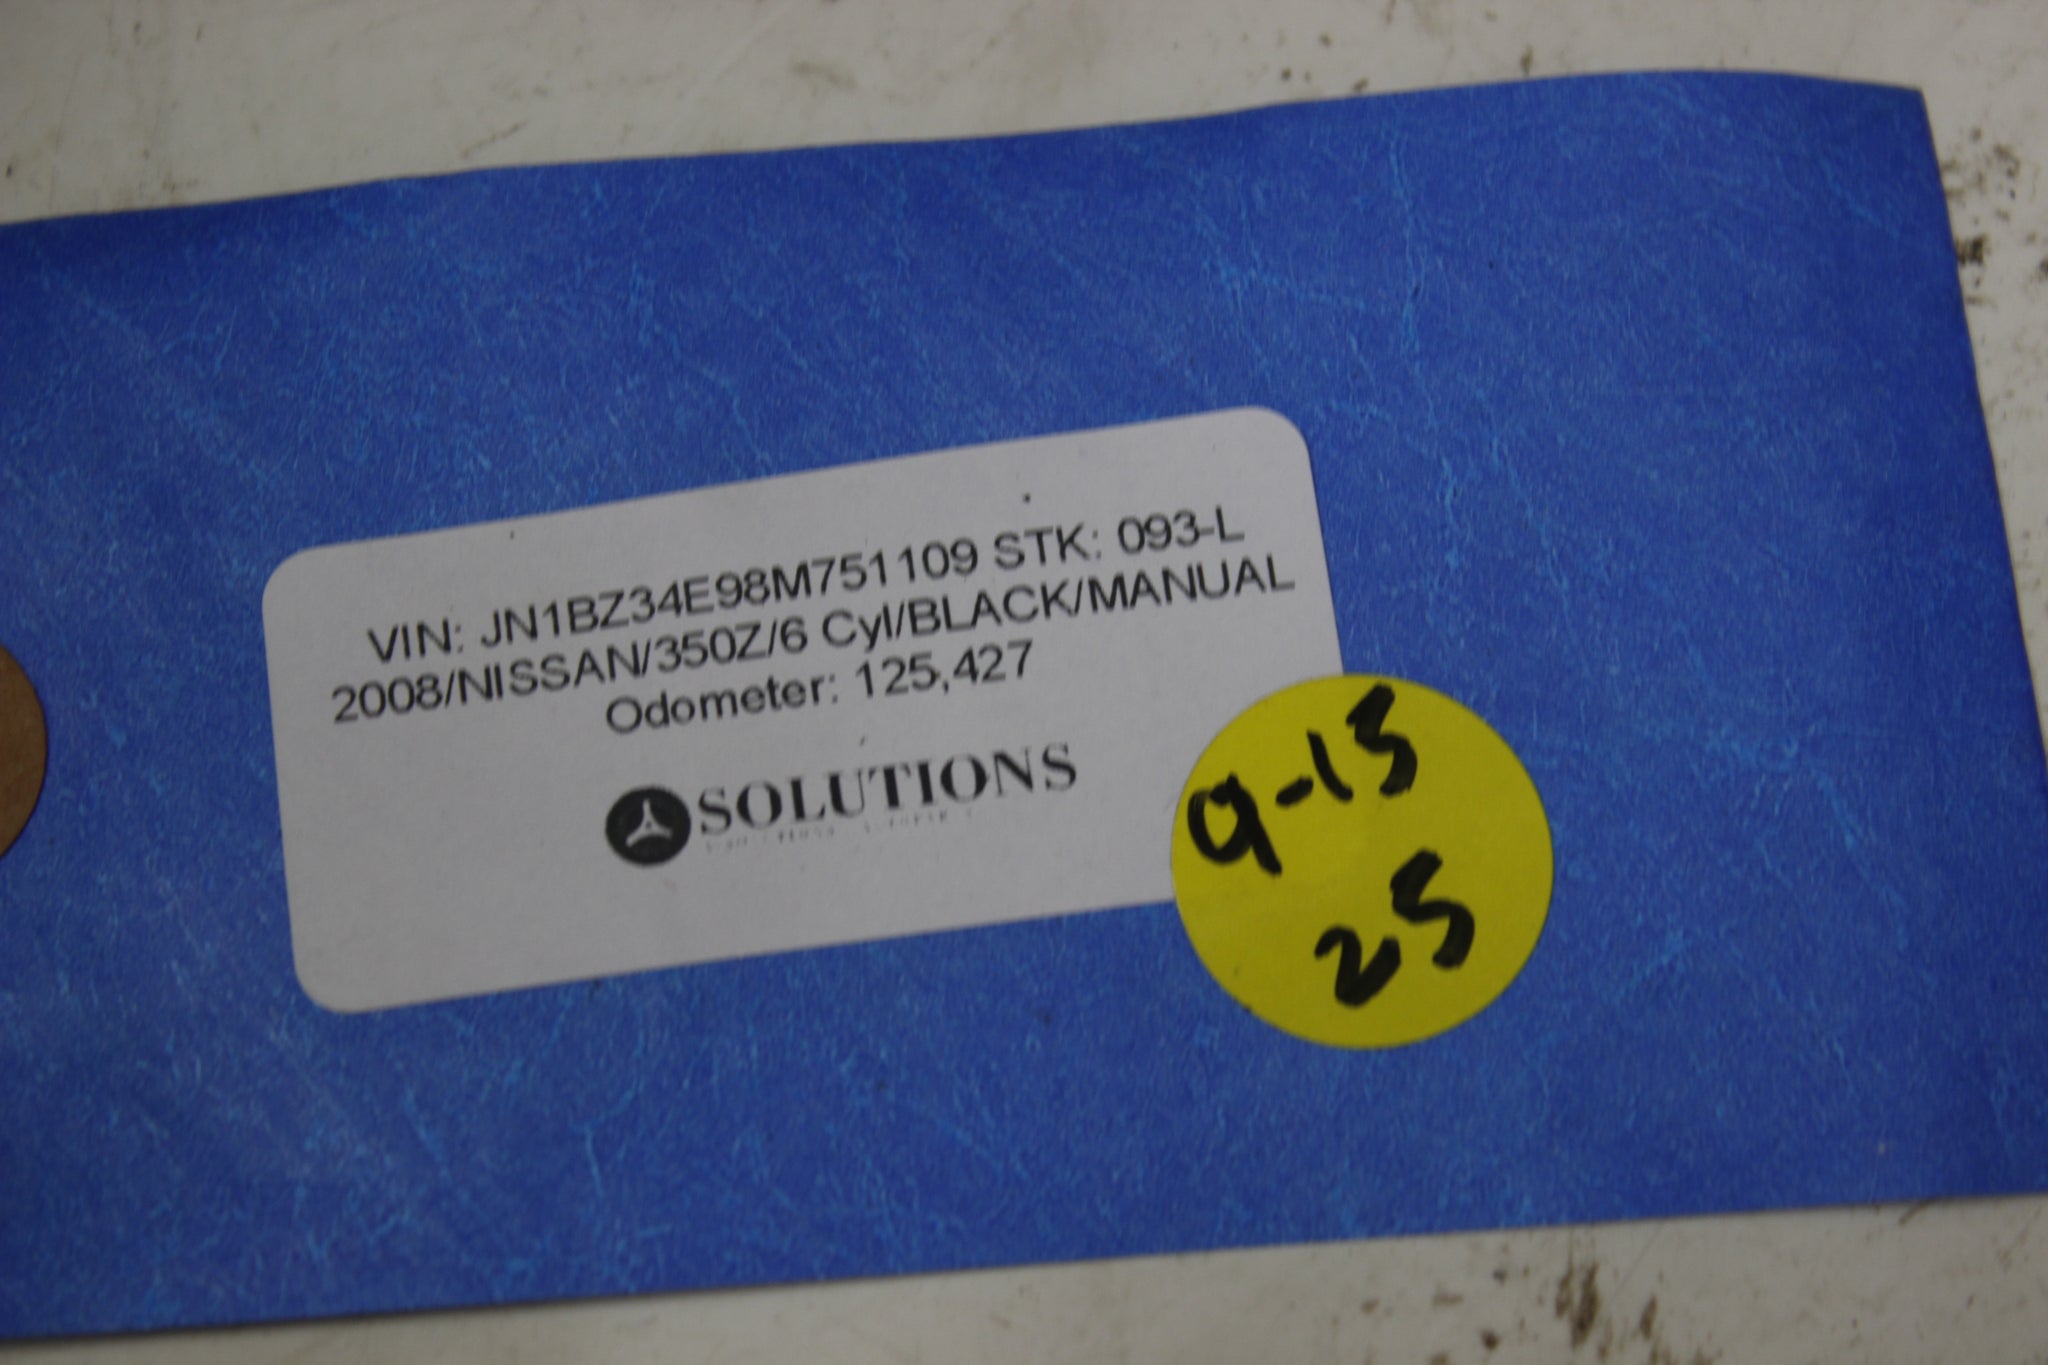 VIN: JN1BZ34E98M751109 STK: 093-L
2008/NISSAN/350Z/6 Cyl/BLACK/MANUAL
Odometer: 125,427
SOLUTIONS
9-15
25